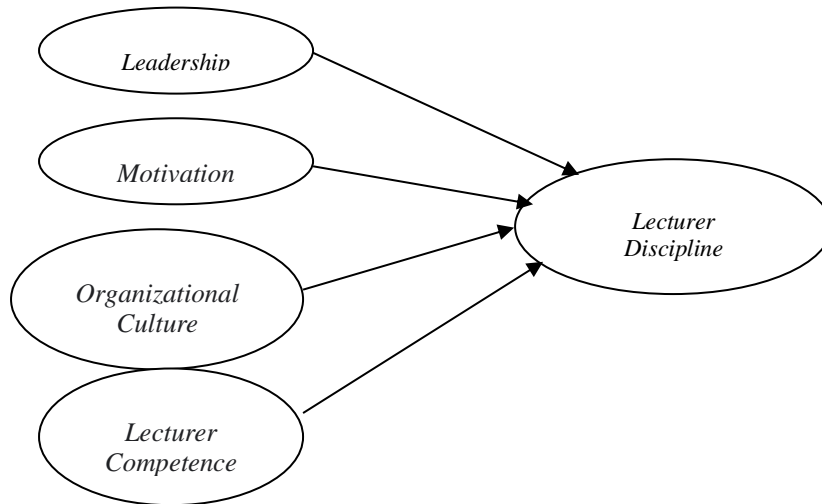 Leadership
Motivation
Organizational
Culture
Lecturer
Competence
Lecturer
Discipline